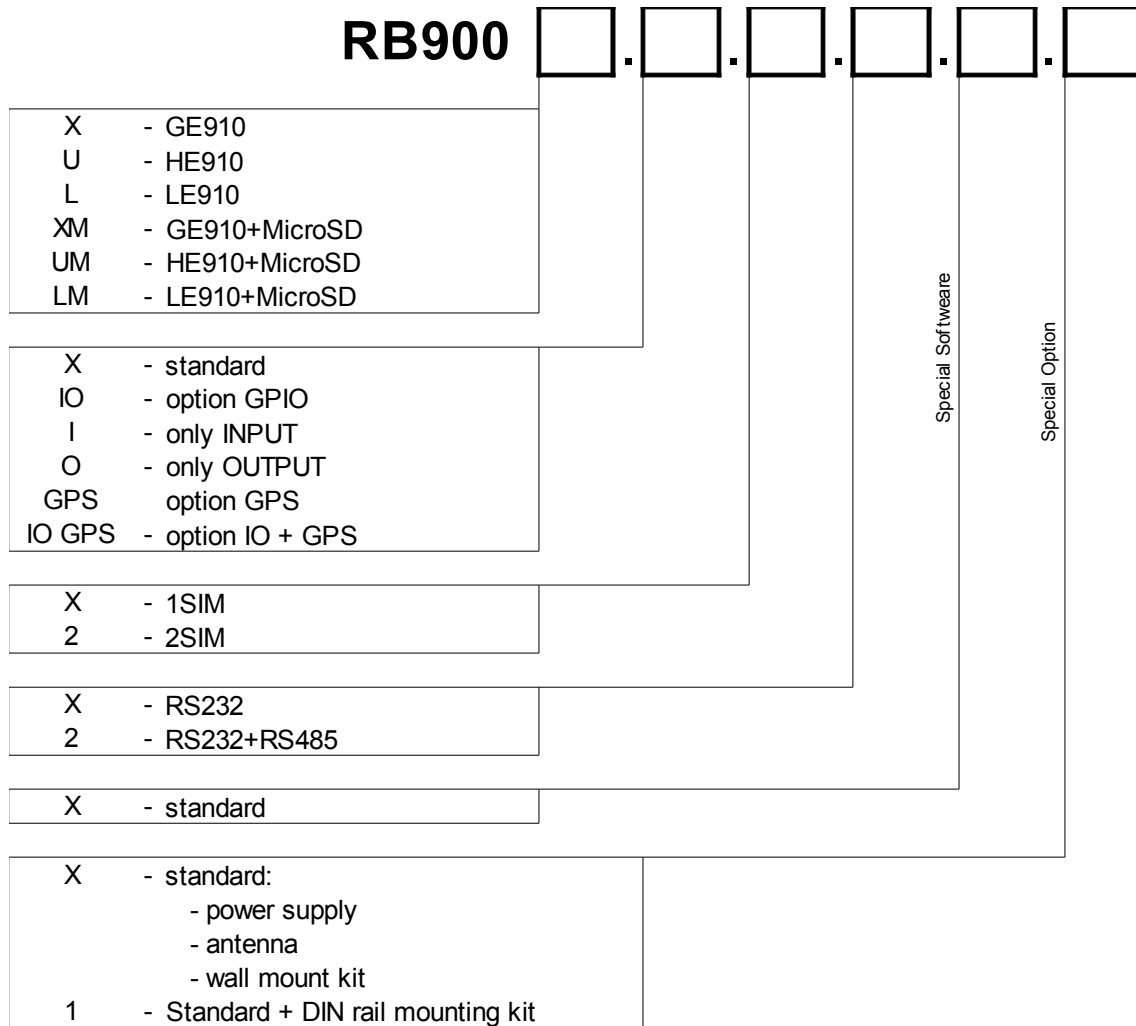 RB900 . . . . .
X - GE910
U - HE910
L - LE910
XM - GE910+MicroSD
UM - HE910+MicroSD
LM - LE910+MicroSD
X - standard
IO - option GPIO
I - only INPUT
O - only OUTPUT
GPS option GPS
IO GPS - option IO + GPS
X - 1SIM
2 - 2SIM
X - RS232
2 - RS232+RS485
X - standard
X - standard:
- power supply
- antenna
- wall mount kit
1 - Standard + DIN rail mounting kit
Special Softweare
Special Option